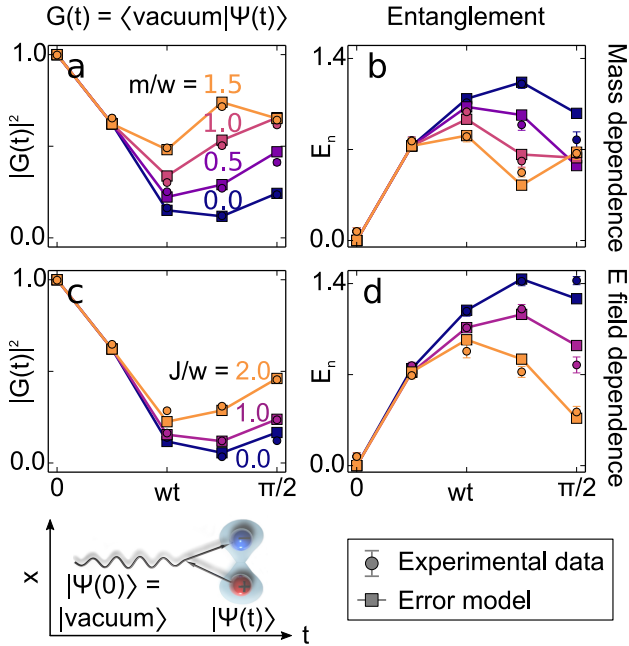 G(t) = ⟨vacuum|Ψ(t)⟩
Entanglement
a
m/w = 1.5
1.0
0.5
0.0
|G(t)|²
1.0
0.0
b
Eₙ
1.4
0.0
Mass dependence
c
J/w = 2.0
1.0
0.0
|G(t)|²
1.0
0.0
0
wt
π/2
d
Eₙ
1.4
0.0
0
wt
π/2
E field dependence
x
|Ψ(0)⟩ =
|vacuum⟩
|Ψ(t)⟩
t
Experimental data
Error model